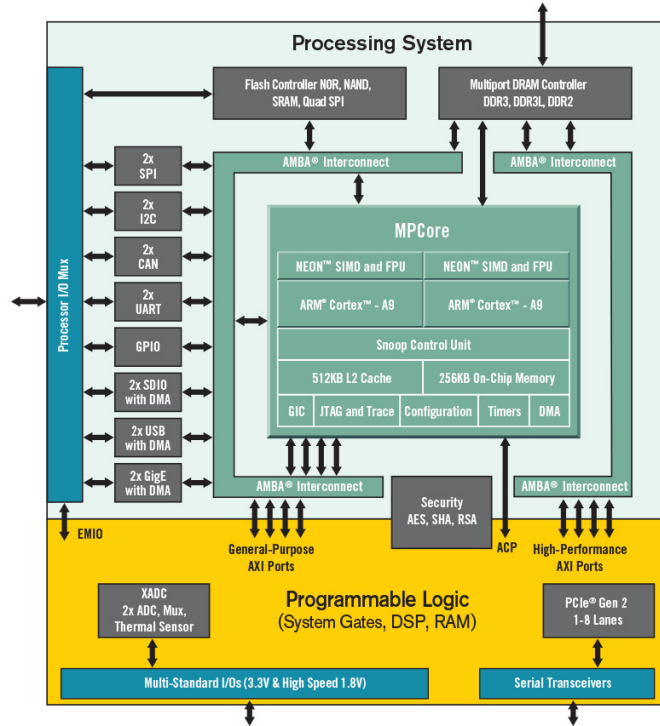 Processing System
Flash Controller NOR, NAND,
SRAM, Quad SPI
Multiport DRAM Controller
DDR3, DDR3L, DDR2
AMBA® Interconnect
AMBA® Interconnect
Processor I/O Mux
2x
SPI
2x
I2C
2x
CAN
2x
UART
GPIO
2x SDIO
with DMA
2x USB
with DMA
2x GigE
with DMA
MPCore
NEON™ SIMD and FPU
NEON™ SIMD and FPU
ARM® Cortex™ - A9
ARM® Cortex™ - A9
Snoop Control Unit
512KB L2 Cache
256KB On-Chip Memory
GIC
JTAG and Trace
Configuration
Timers
DMA
AMBA® Interconnect
AMBA® Interconnect
Security
AES, SHA, RSA
EMIO
General-Purpose
AXI Ports
ACP
High-Performance
AXI Ports
XADC
2x ADC, Mux,
Thermal Sensor
Programmable Logic
(System Gates, DSP, RAM)
PCIe® Gen 2
1-8 Lanes
Multi-Standard I/Os (3.3V & High Speed 1.8V)
Serial Transceivers